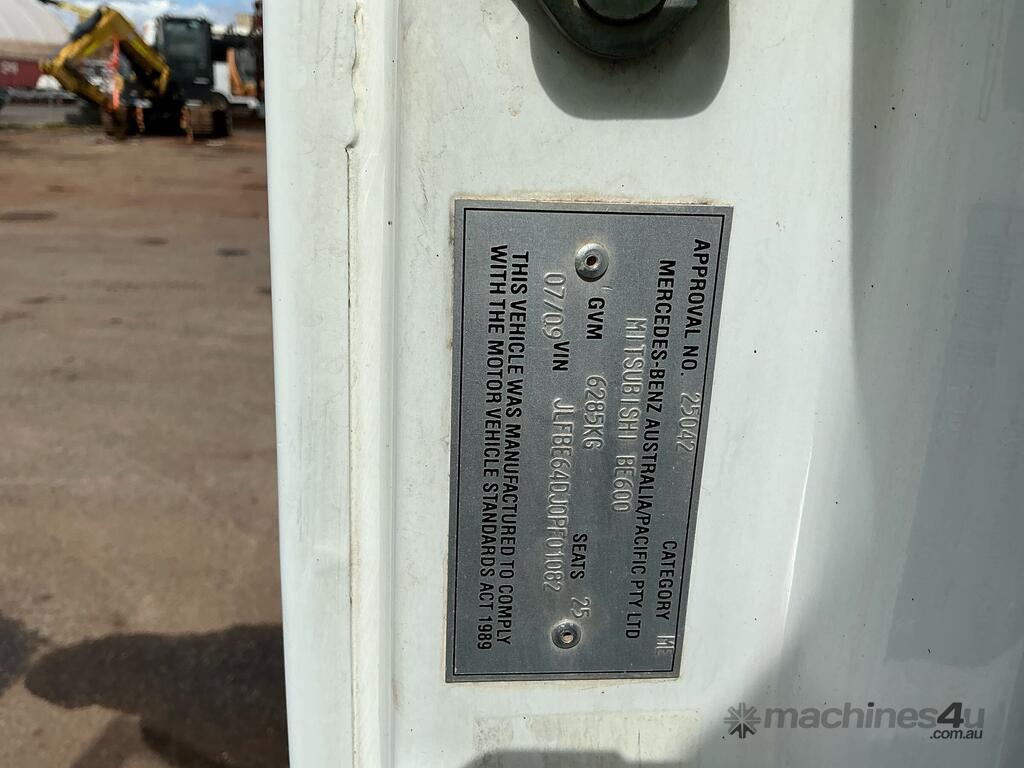 APPROVAL NO. 25042 CATEGORY ME
MERCEDES-BENZ AUSTRALIA/PACIFIC PTY LTD
MITSUBISHI BE600
GVM 6285KG SEATS 25
07/09 VIN JLFBE64DJ0PF01082
THIS VEHICLE WAS MANUFACTURED TO COMPLY
WITH THE MOTOR VEHICLE STANDARDS ACT 1989
machines4u
.com.au